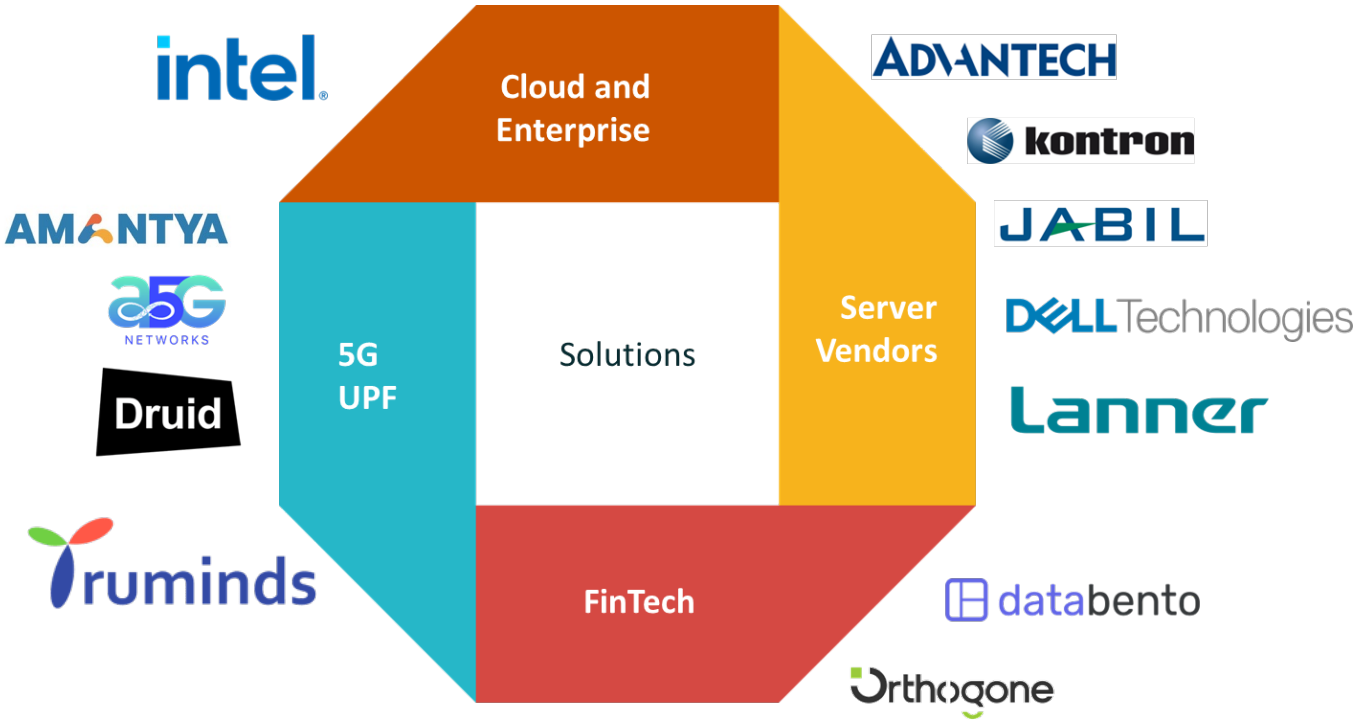 intel®
Cloud and
Enterprise
ADVANTECH
kontron
AMANTYA
JABIL
a5G
NETWORKS
5G
UPF
Solutions
Server
Vendors
DELL Technologies
Druid
Lanner
Truminds
FinTech
databento
Orthogone